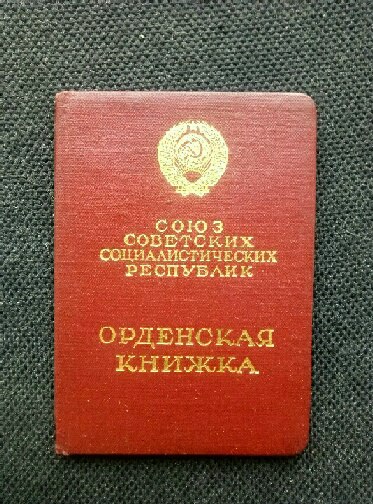 СОЮЗ
СОВЕТСКИХ
СОЦИАЛИСТИЧЕСКИХ
РЕСПУБЛИК
ОРДЕНСКАЯ
КНИЖКА